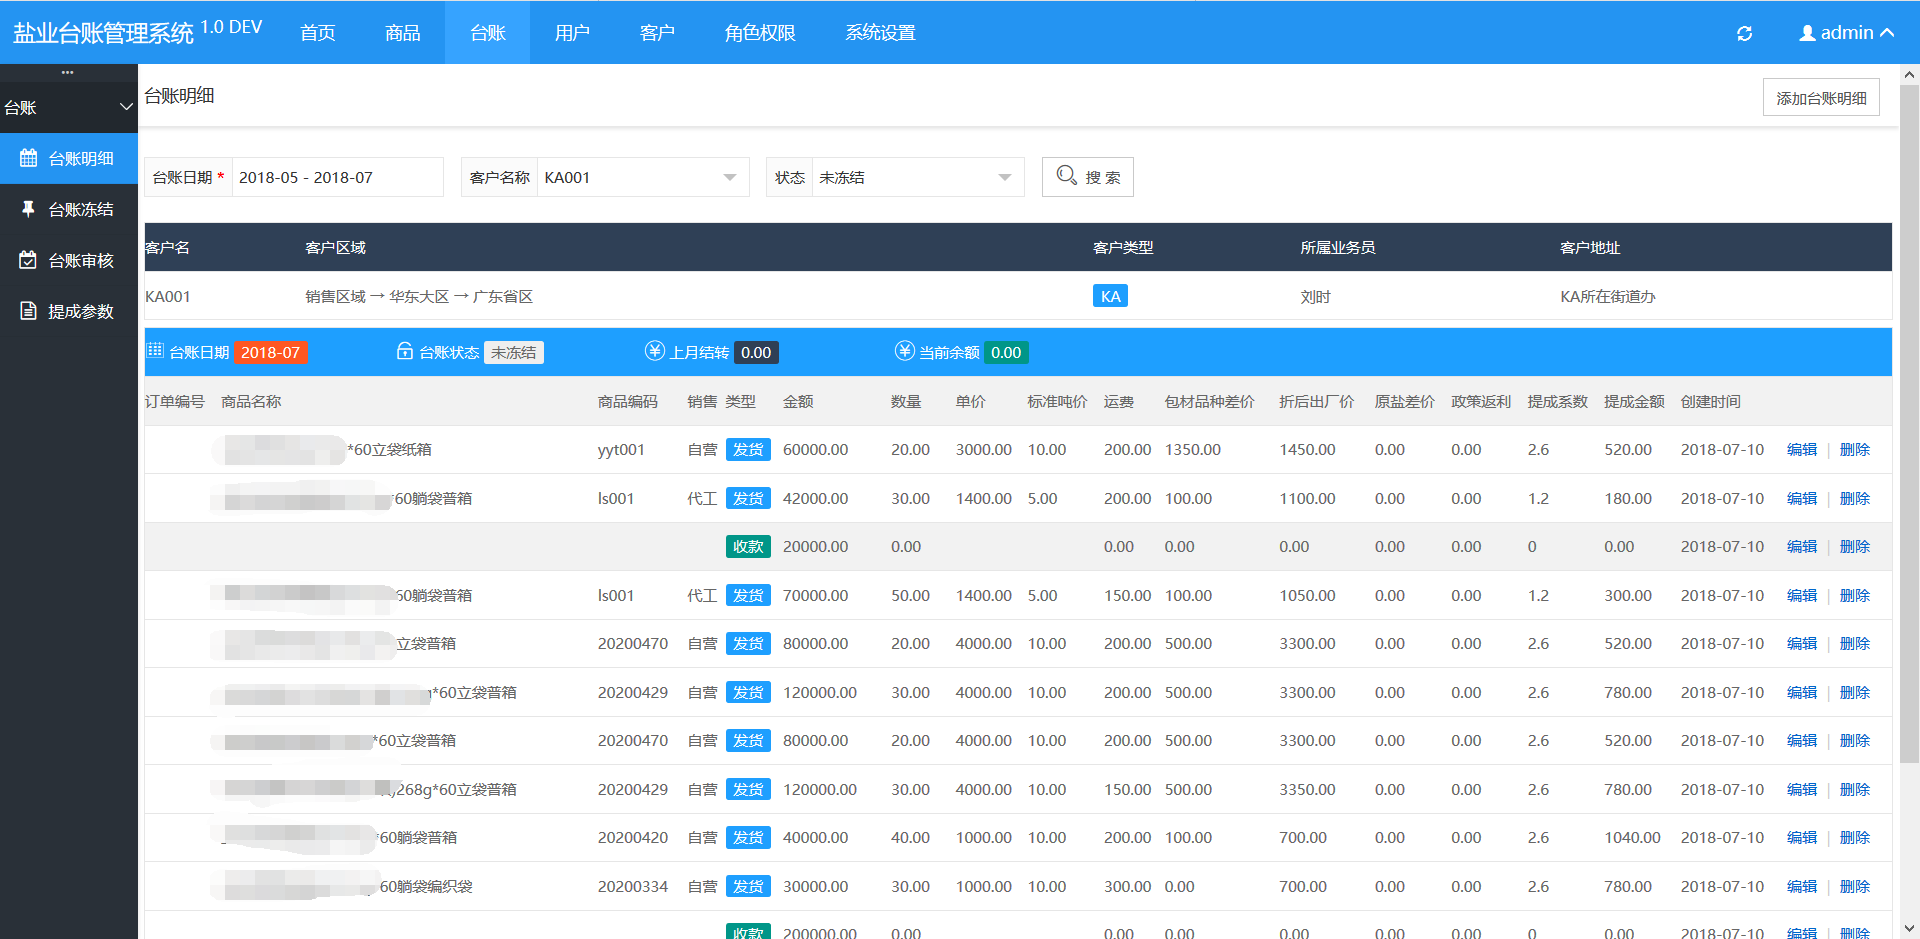 盐业台账管理系统 1.0 DEV 首页 商品 台账 用户 客户 角色权限 系统设置 admin
台账
台账明细
台账冻结
台账审核
提成参数
台账明细 添加台账明细
台账日期 * 2018-05 - 2018-07 客户名称 KA001 状态 未冻结 搜 索
客户名 客户区域 客户类型 所属业务员 客户地址
KA001 销售区域 → 华东大区 → 广东省区 KA 刘时 KA所在街道办
台账日期 2018-07 台账状态 未冻结 上月结转 0.00 当前余额 0.00
订单编号 商品名称 商品编码 销售 类型 金额 数量 单价 标准吨价 运费 包材品种差价 折后出厂价 原盐差价 政策返利 提成系数 提成金额 创建时间
*60立袋纸箱 yyt001 自营 发货 60000.00 20.00 3000.00 10.00 200.00 1350.00 1450.00 0.00 0.00 2.6 520.00 2018-07-10 编辑 | 删除
*60躺袋普箱 ls001 代工 发货 42000.00 30.00 1400.00 5.00 200.00 100.00 1100.00 0.00 0.00 1.2 180.00 2018-07-10 编辑 | 删除
收款 20000.00 0.00 0.00 0.00 0.00 0.00 0.00 0 0.00 2018-07-10 编辑 | 删除
60躺袋普箱 ls001 代工 发货 70000.00 50.00 1400.00 5.00 150.00 100.00 1050.00 0.00 0.00 1.2 300.00 2018-07-10 编辑 | 删除
立袋普箱 20200470 自营 发货 80000.00 20.00 4000.00 10.00 200.00 500.00 3300.00 0.00 0.00 2.6 520.00 2018-07-10 编辑 | 删除
*60立袋普箱 20200429 自营 发货 120000.00 30.00 4000.00 10.00 200.00 500.00 3300.00 0.00 0.00 2.6 780.00 2018-07-10 编辑 | 删除
*60立袋普箱 20200470 自营 发货 80000.00 20.00 4000.00 10.00 200.00 500.00 3300.00 0.00 0.00 2.6 520.00 2018-07-10 编辑 | 删除
268g*60立袋普箱 20200429 自营 发货 120000.00 30.00 4000.00 10.00 150.00 500.00 3350.00 0.00 0.00 2.6 780.00 2018-07-10 编辑 | 删除
*60躺袋普箱 20200420 自营 发货 40000.00 40.00 1000.00 10.00 200.00 100.00 700.00 0.00 0.00 2.6 1040.00 2018-07-10 编辑 | 删除
60躺袋编织袋 20200334 自营 发货 30000.00 30.00 1000.00 10.00 300.00 0.00 700.00 0.00 0.00 2.6 780.00 2018-07-10 编辑 | 删除
收款 200000.00 0.00 0.00 0.00 0.00 0.00 0.00 0 0.00 2018-07-10 编辑 | 删除